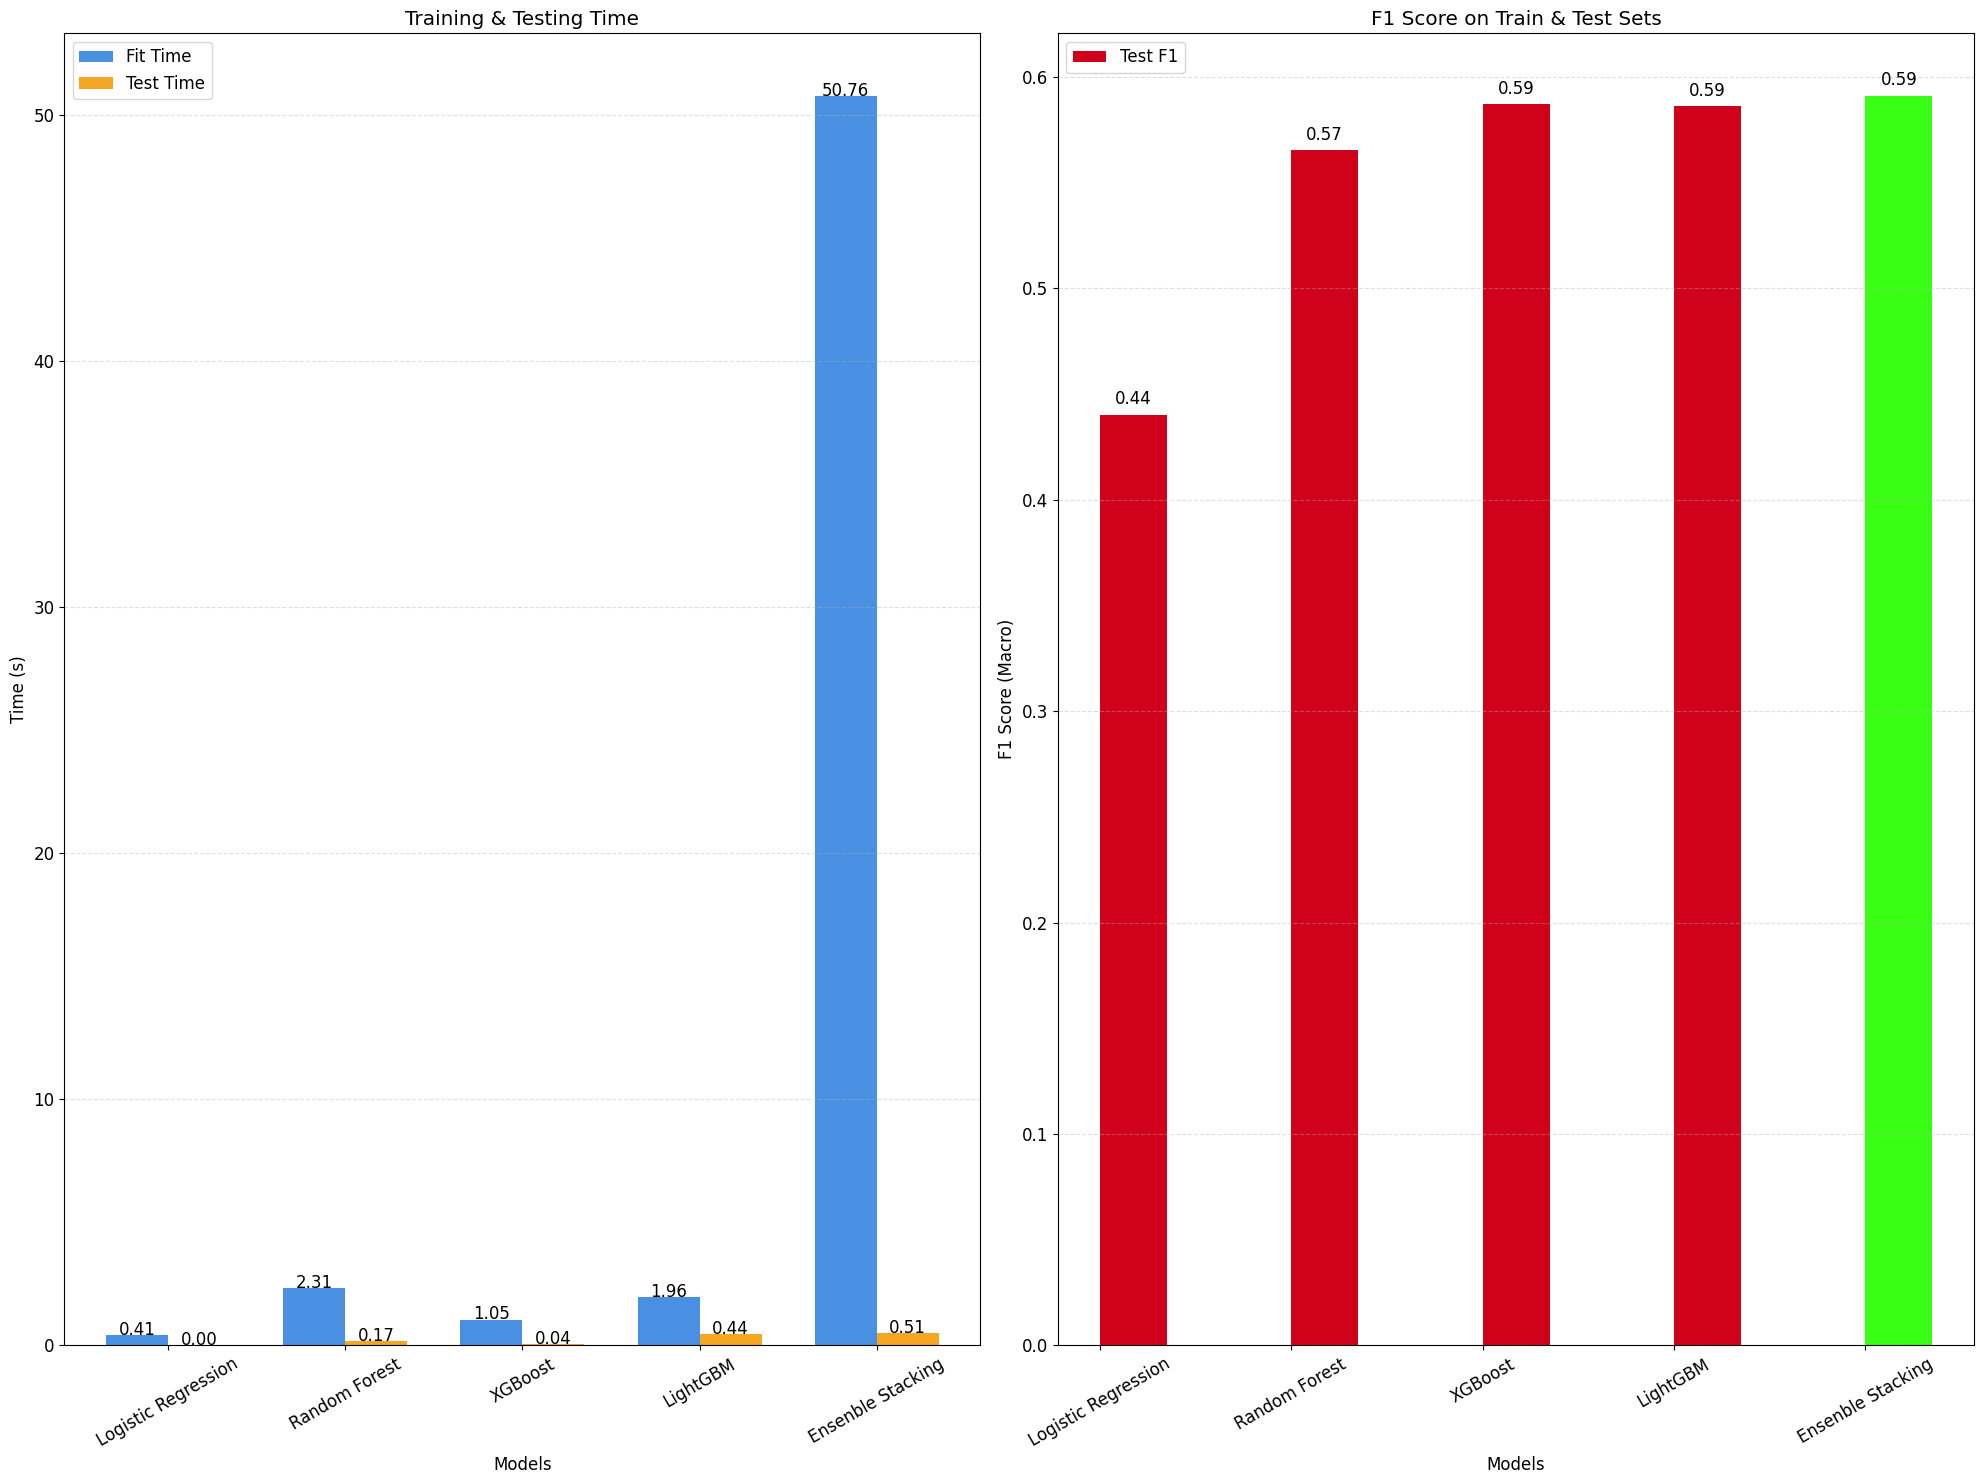 Training & Testing Time
Fit Time
Test Time
Time (s)
50
40
30
20
10
0
0.41
0.00
2.31
0.17
1.05
0.04
1.96
0.44
50.76
0.51
Logistic Regression
Random Forest
XGBoost
LightGBM
Ensenble Stacking
Models
F1 Score on Train & Test Sets
Test F1
F1 Score (Macro)
0.6
0.5
0.4
0.3
0.2
0.1
0.0
0.44
0.57
0.59
0.59
0.59
Logistic Regression
Random Forest
XGBoost
LightGBM
Ensenble Stacking
Models